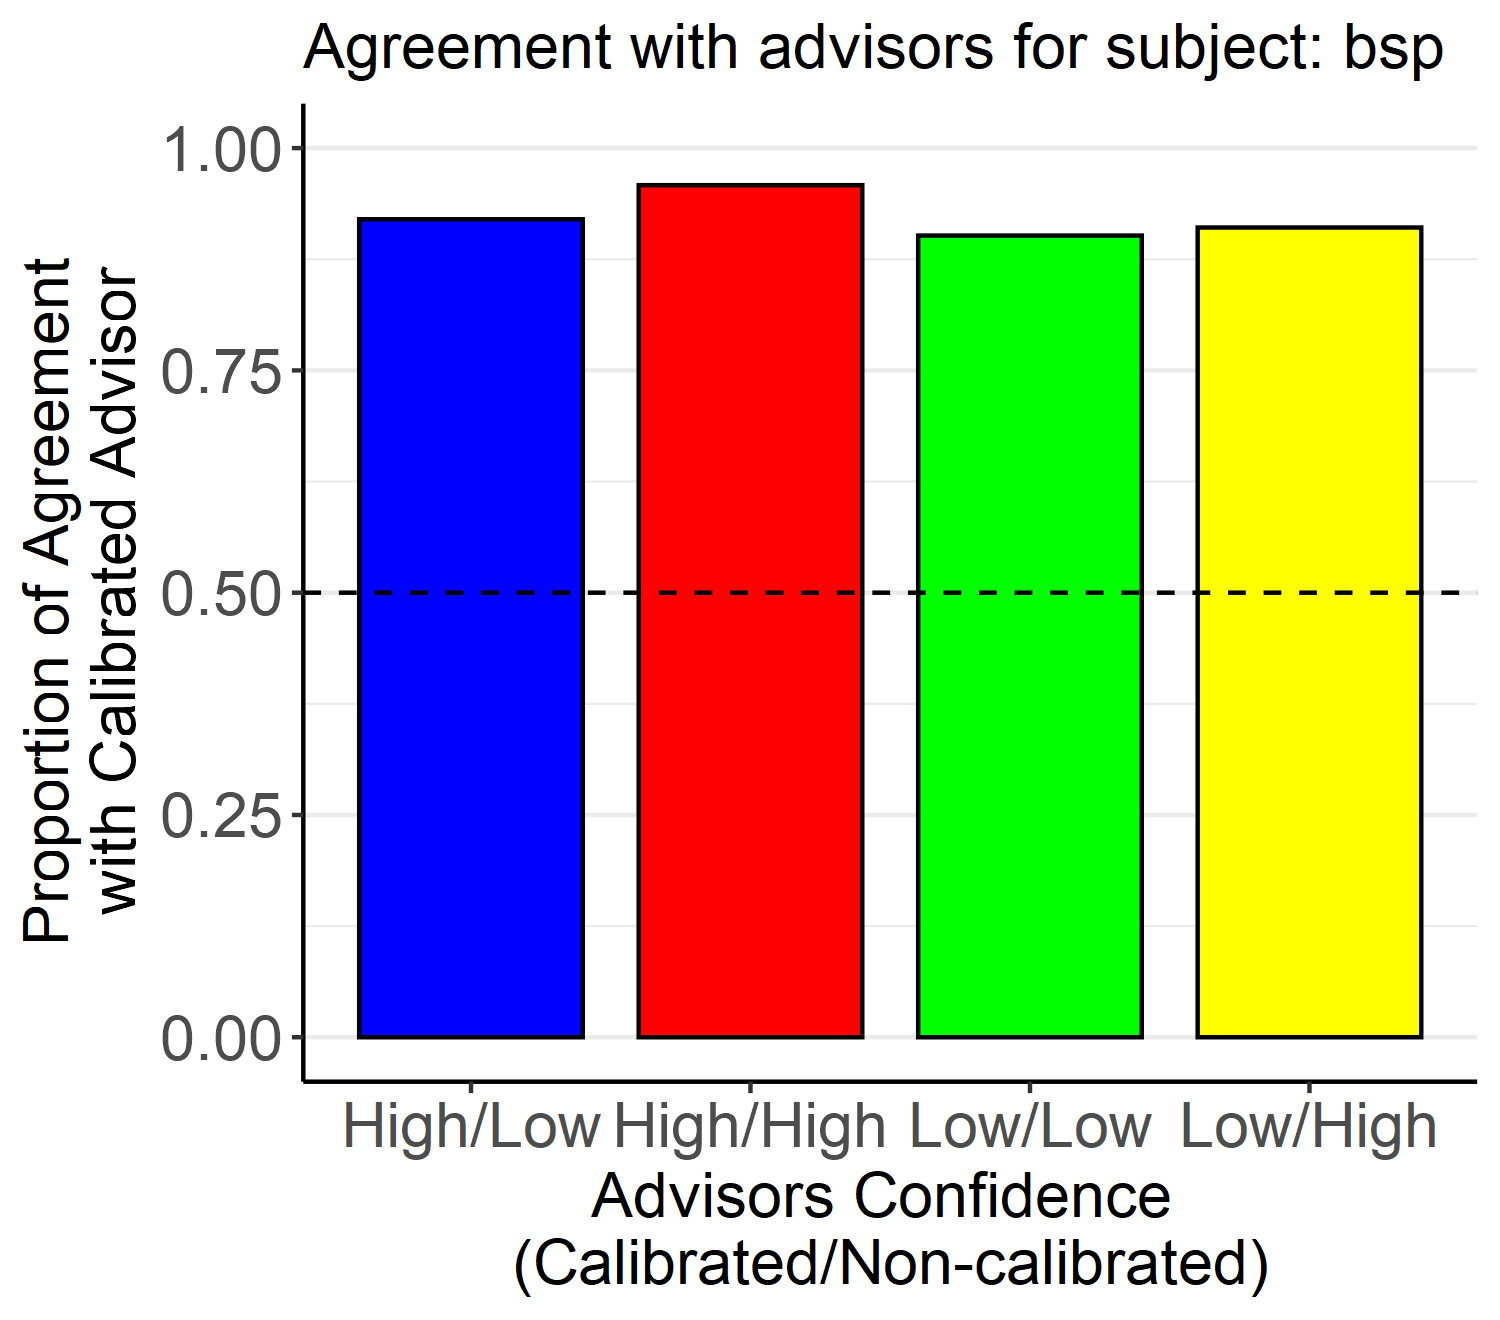 Agreement with advisors for subject: bsp
Proportion of Agreement
with Calibrated Advisor
1.00
0.75
0.50
0.25
0.00
High/Low High/High Low/Low Low/High
Advisors Confidence
(Calibrated/Non-calibrated)